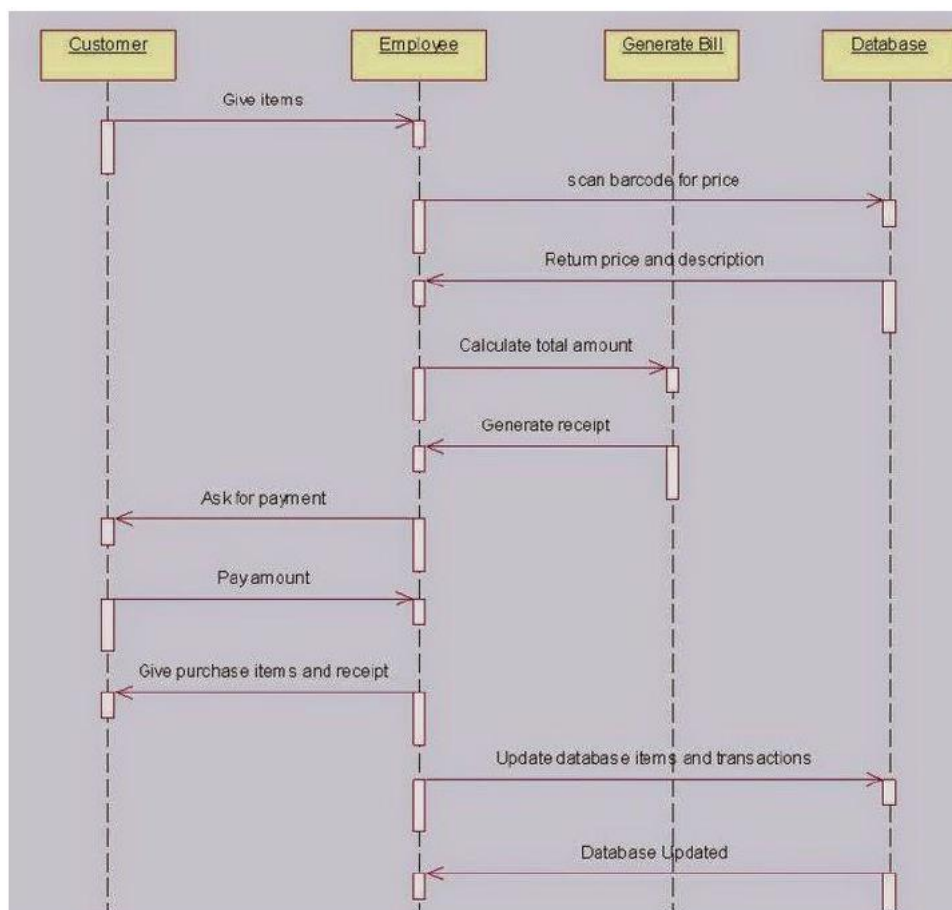 Customer
Employee
Generate Bill
Database
Give items
scan barcode for price
Return price and description
Calculate total amount
Generate receipt
Ask for payment
Pay amount
Give purchase items and receipt
Update database items and transactions
Database Updated